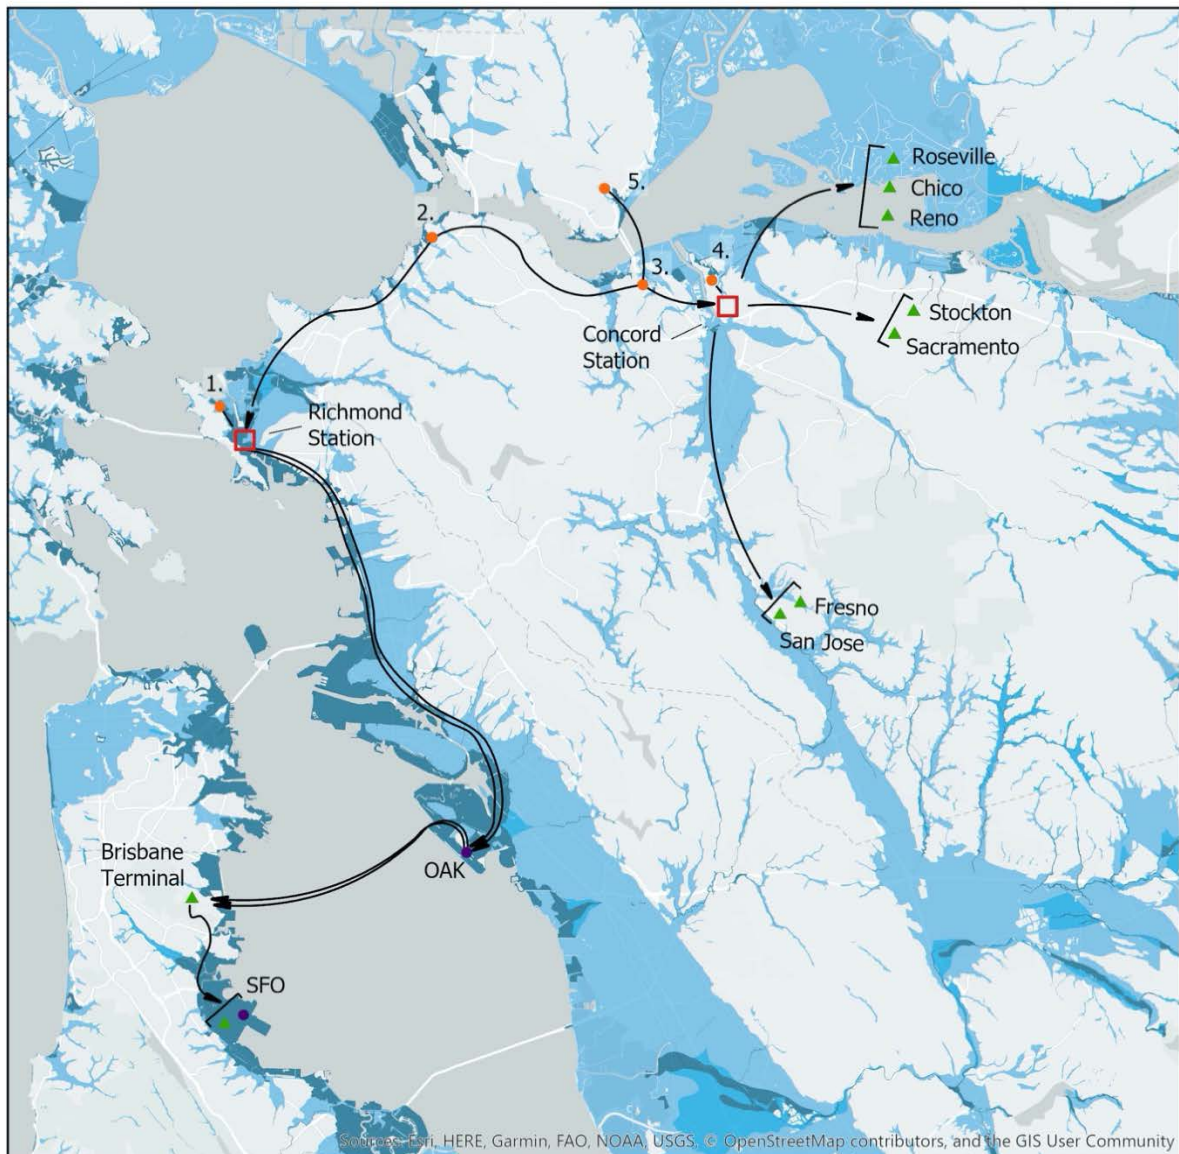 Roseville
Chico
Reno
5.
2.
4.
3.
Stockton
Sacramento
Concord
Station
1.
Richmond
Station
Fresno
San Jose
Brisbane
Terminal
OAK
SFO
Sources: Esri, HERE, Garmin, FAO, NOAA, USGS, © OpenStreetMap contributors, and the GIS User Community